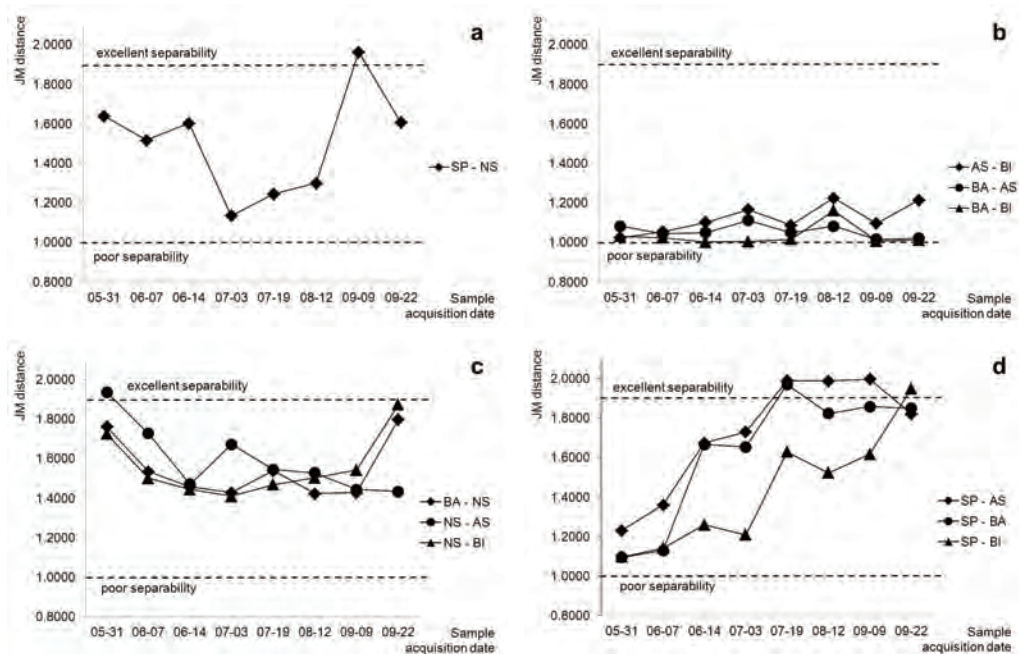 a
JM distance
2.0000
excellent separability
1.8000
1.6000
1.4000
1.2000
1.0000
poor separability
0.8000
SP - NS
05-31 06-07 06-14 07-03 07-19 08-12 09-09 09-22 Sample
acquisition date
b
JM distance
2.0000
excellent separability
1.8000
1.6000
1.4000
1.2000
1.0000
poor separability
0.8000
AS - BI
BA - AS
BA - BI
05-31 06-07 06-14 07-03 07-19 08-12 09-09 09-22 Sample
acquisition date
c
JM distance
2.0000
excellent separability
1.8000
1.6000
1.4000
1.2000
1.0000
poor separability
0.8000
BA - NS
NS - AS
NS - BI
05-31 06-07 06-14 07-03 07-19 08-12 09-09 09-22 Sample
acquisition date
d
JM distance
2.0000
excellent separability
1.8000
1.6000
1.4000
1.2000
1.0000
poor separability
0.8000
SP - AS
SP - BA
SP - BI
05-31 06-07 06-14 07-03 07-19 08-12 09-09 09-22 Sample
acquisition date